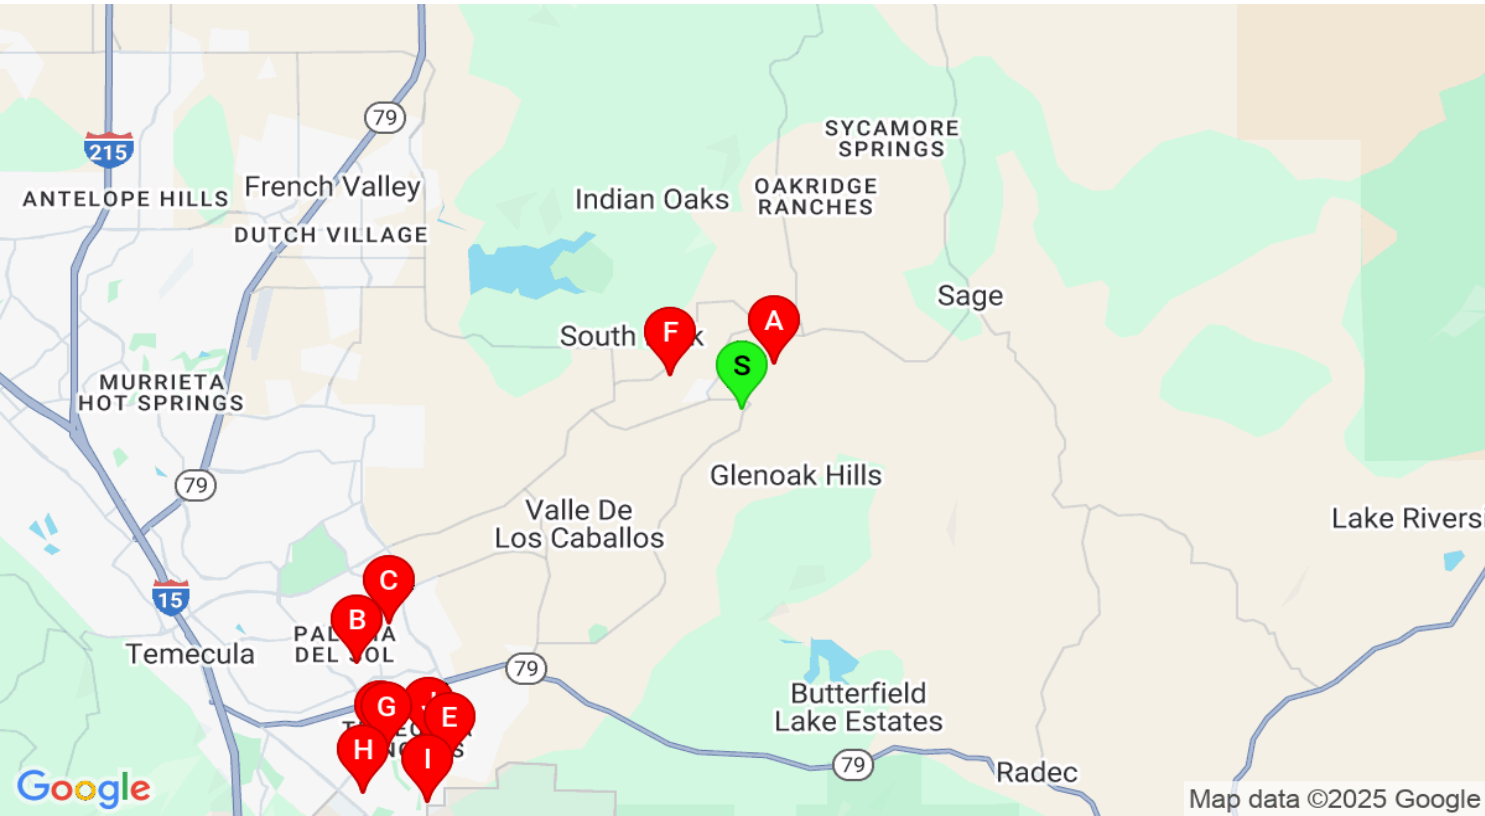 79
SYCAMORE
SPRINGS
215
ANTELOPE HILLS
French Valley
Indian Oaks
OAKRIDGE
RANCHES
DUTCH VILLAGE
Sage
A
F
South
S
MURRIETA
HOT SPRINGS
79
Glenoak Hills
Valle De
Los Caballos
Lake Riversi
C
15
B
DEL SOL
Temecula
79
Butterfield
Lake Estates
G
J
E
H
I
79
Radec
Google
Map data ©2025 Google